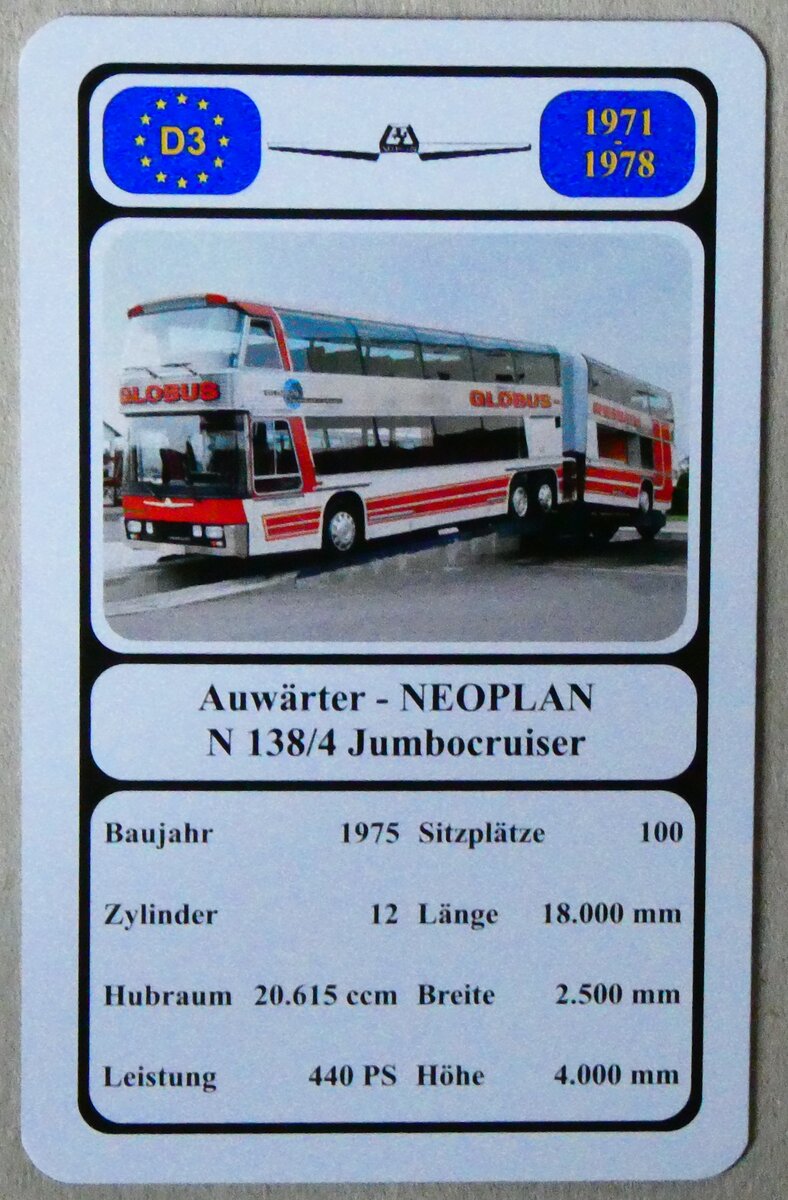 D3
1971
-
1978
GLOBUS
GLOBUS
Auwärter - NEOPLAN
N 138/4 Jumbocruiser
Baujahr 1975 Sitzplätze 100
Zylinder 12 Länge 18.000 mm
Hubraum 20.615 ccm Breite 2.500 mm
Leistung 440 PS Höhe 4.000 mm